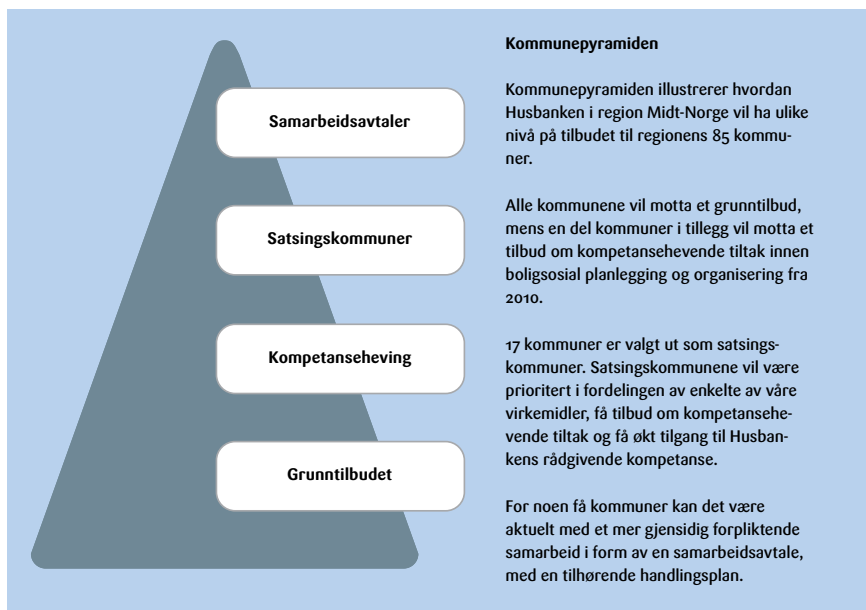 Samarbeidsavtaler
Satsingskommuner
Kompetanseheving
Grunntilbudet
Kommunepyramiden
Kommunepyramiden illustrerer hvordan
Husbanken i region Midt-Norge vil ha ulike
nivå på tilbudet til regionens 85 kommu-
ner.
Alle kommunene vil motta et grunntilbud,
mens en del kommuner i tillegg vil motta et
tilbud om kompetansehevende tiltak innen
boligsosial planlegging og organisering fra
2010.
17 kommuner er valgt ut som satsings-
kommuner. Satsingskommunene vil være
prioritert i fordelingen av enkelte av våre
virkemidler, få tilbud om kompetansehe-
vende tiltak og få økt tilgang til Husban-
kens rådgivende kompetanse.
For noen få kommuner kan det være
aktuelt med et mer gjensidig forpliktende
samarbeid i form av en samarbeidsavtale,
med en tilhørende handlingsplan.